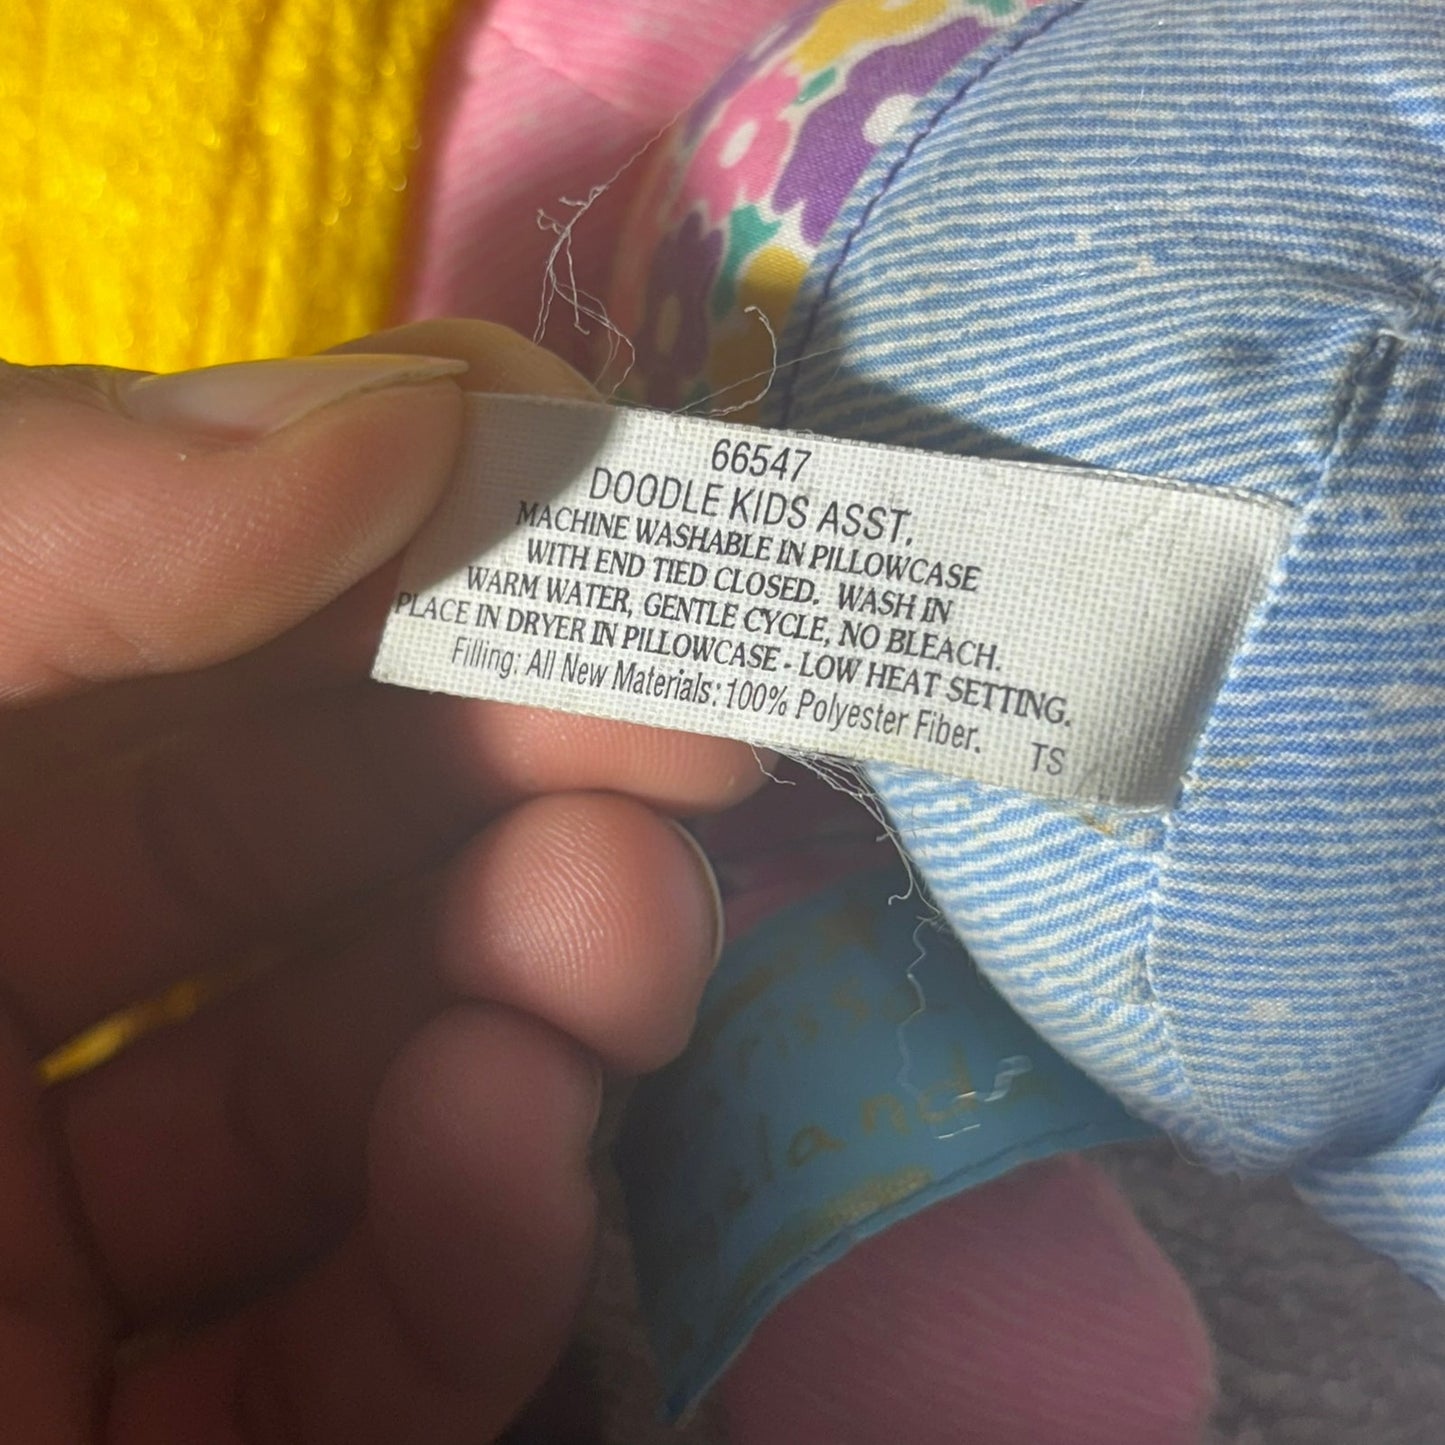 66547
DOODLE KIDS ASST.
MACHINE WASHABLE IN PILLOWCASE
WITH END TIED CLOSED. WASH IN
WARM WATER, GENTLE CYCLE, NO BLEACH.
PLACE IN DRYER IN PILLOWCASE - LOW HEAT SETTING.
Filling: All New Materials: 100% Polyester Fiber.
TS